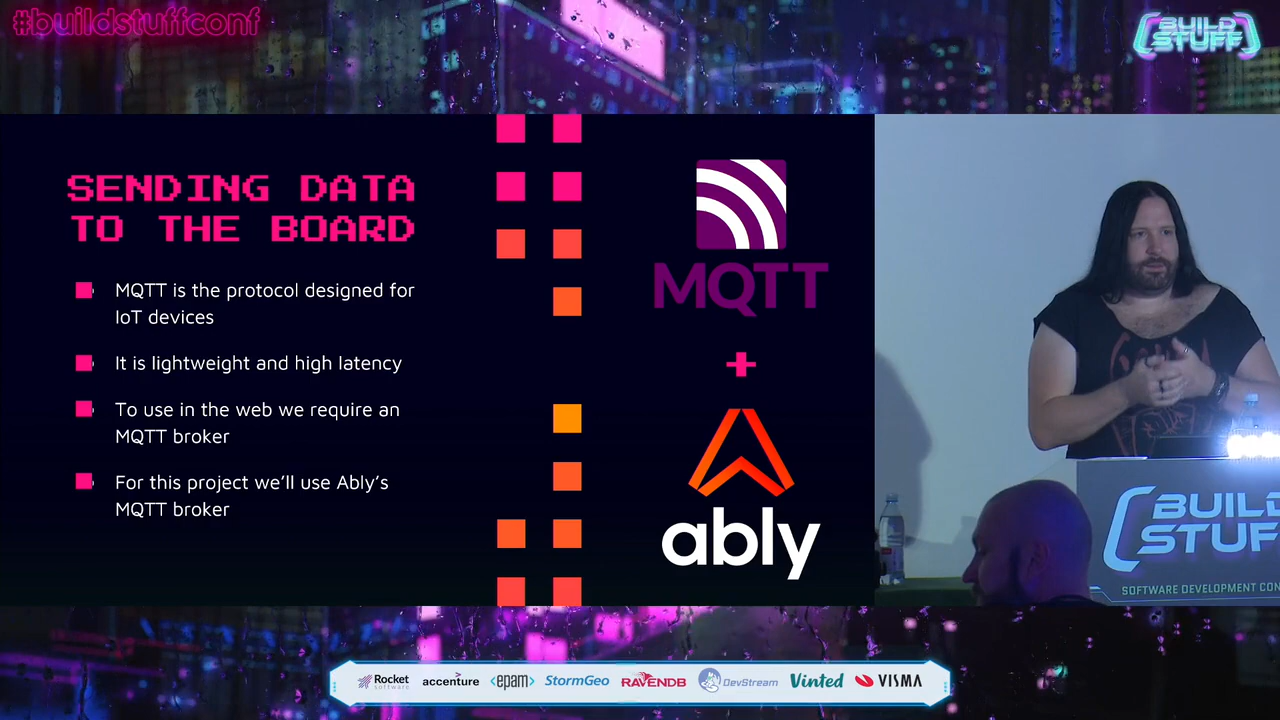 #buildstuffconf
BUILD
STUFF
SENDING DATA
TO THE BOARD
MQTT is the protocol designed for
IoT devices
It is lightweight and high latency
To use in the web we require an
MQTT broker
For this project we'll use Ably's
MQTT broker
MQTT
+
ably
BUILD
STUF
SOFTWARE DEVELOPMENT CON
Rocket
software
accenture
<epam>
StormGeo
RAVENDB
DevStream
Vinted
VISMA